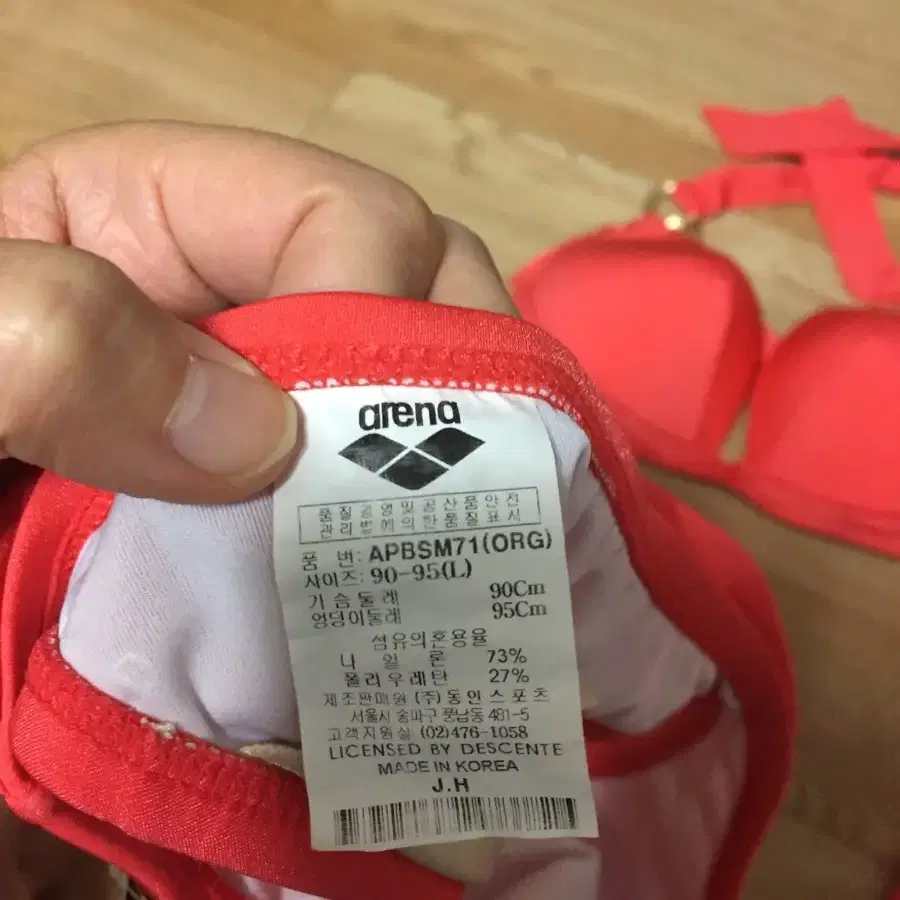 arena
품질경영및공산품안전
관리법에의한품질표시
품 번: APBSM71(ORG)
사이즈: 90-95(L)
가슴둘레 90Cm
엉덩이둘레 95Cm
섬유의혼용율
나 일 론 73%
폴리우레탄 27%
제조판매원 (주)동인스포츠
서울시 송파구 풍납동 481-5
고객지원실 (02)476-1058
LICENSED BY DESCENTE
MADE IN KOREA
J.H